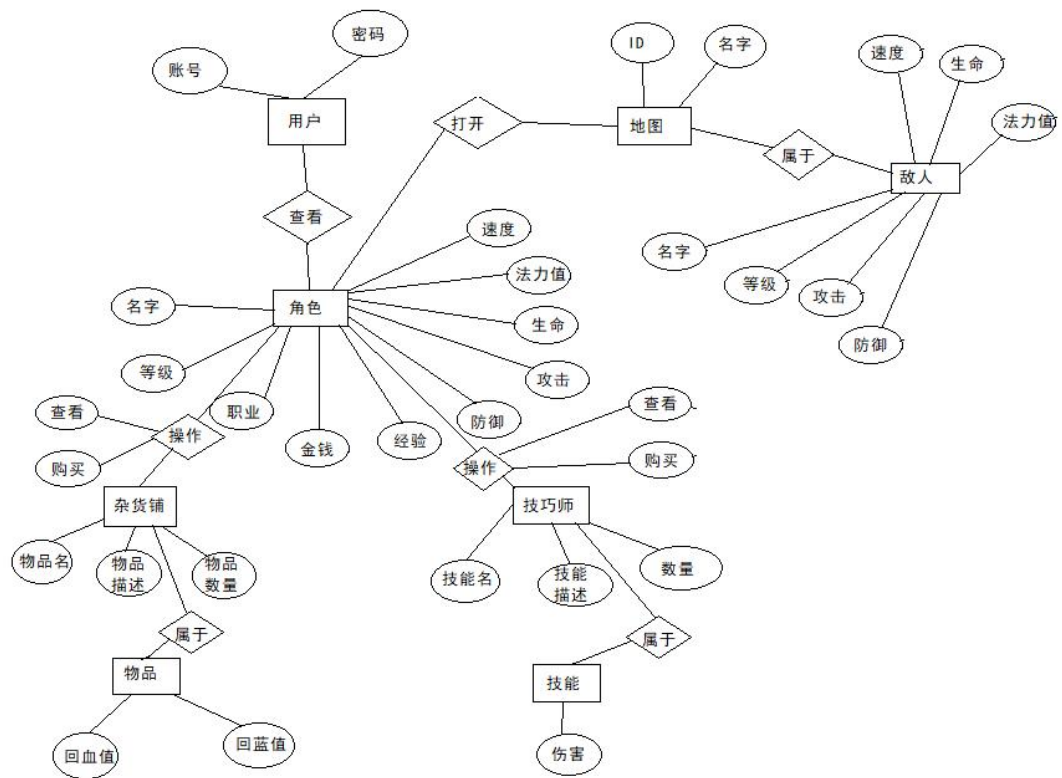 密码
账号
用户
查看
ID
名字
打开
地图
属于
速度
生命
法力值
敌人
名字
等级
攻击
防御
速度
法力值
名字
角色
生命
等级
攻击
职业
金钱
经验
防御
查看
操作
购买
查看
操作
购买
杂货铺
物品名
物品
描述
物品
数量
属于
物品
回血值
回蓝值
技巧师
技能名
技能
描述
数量
属于
技能
伤害